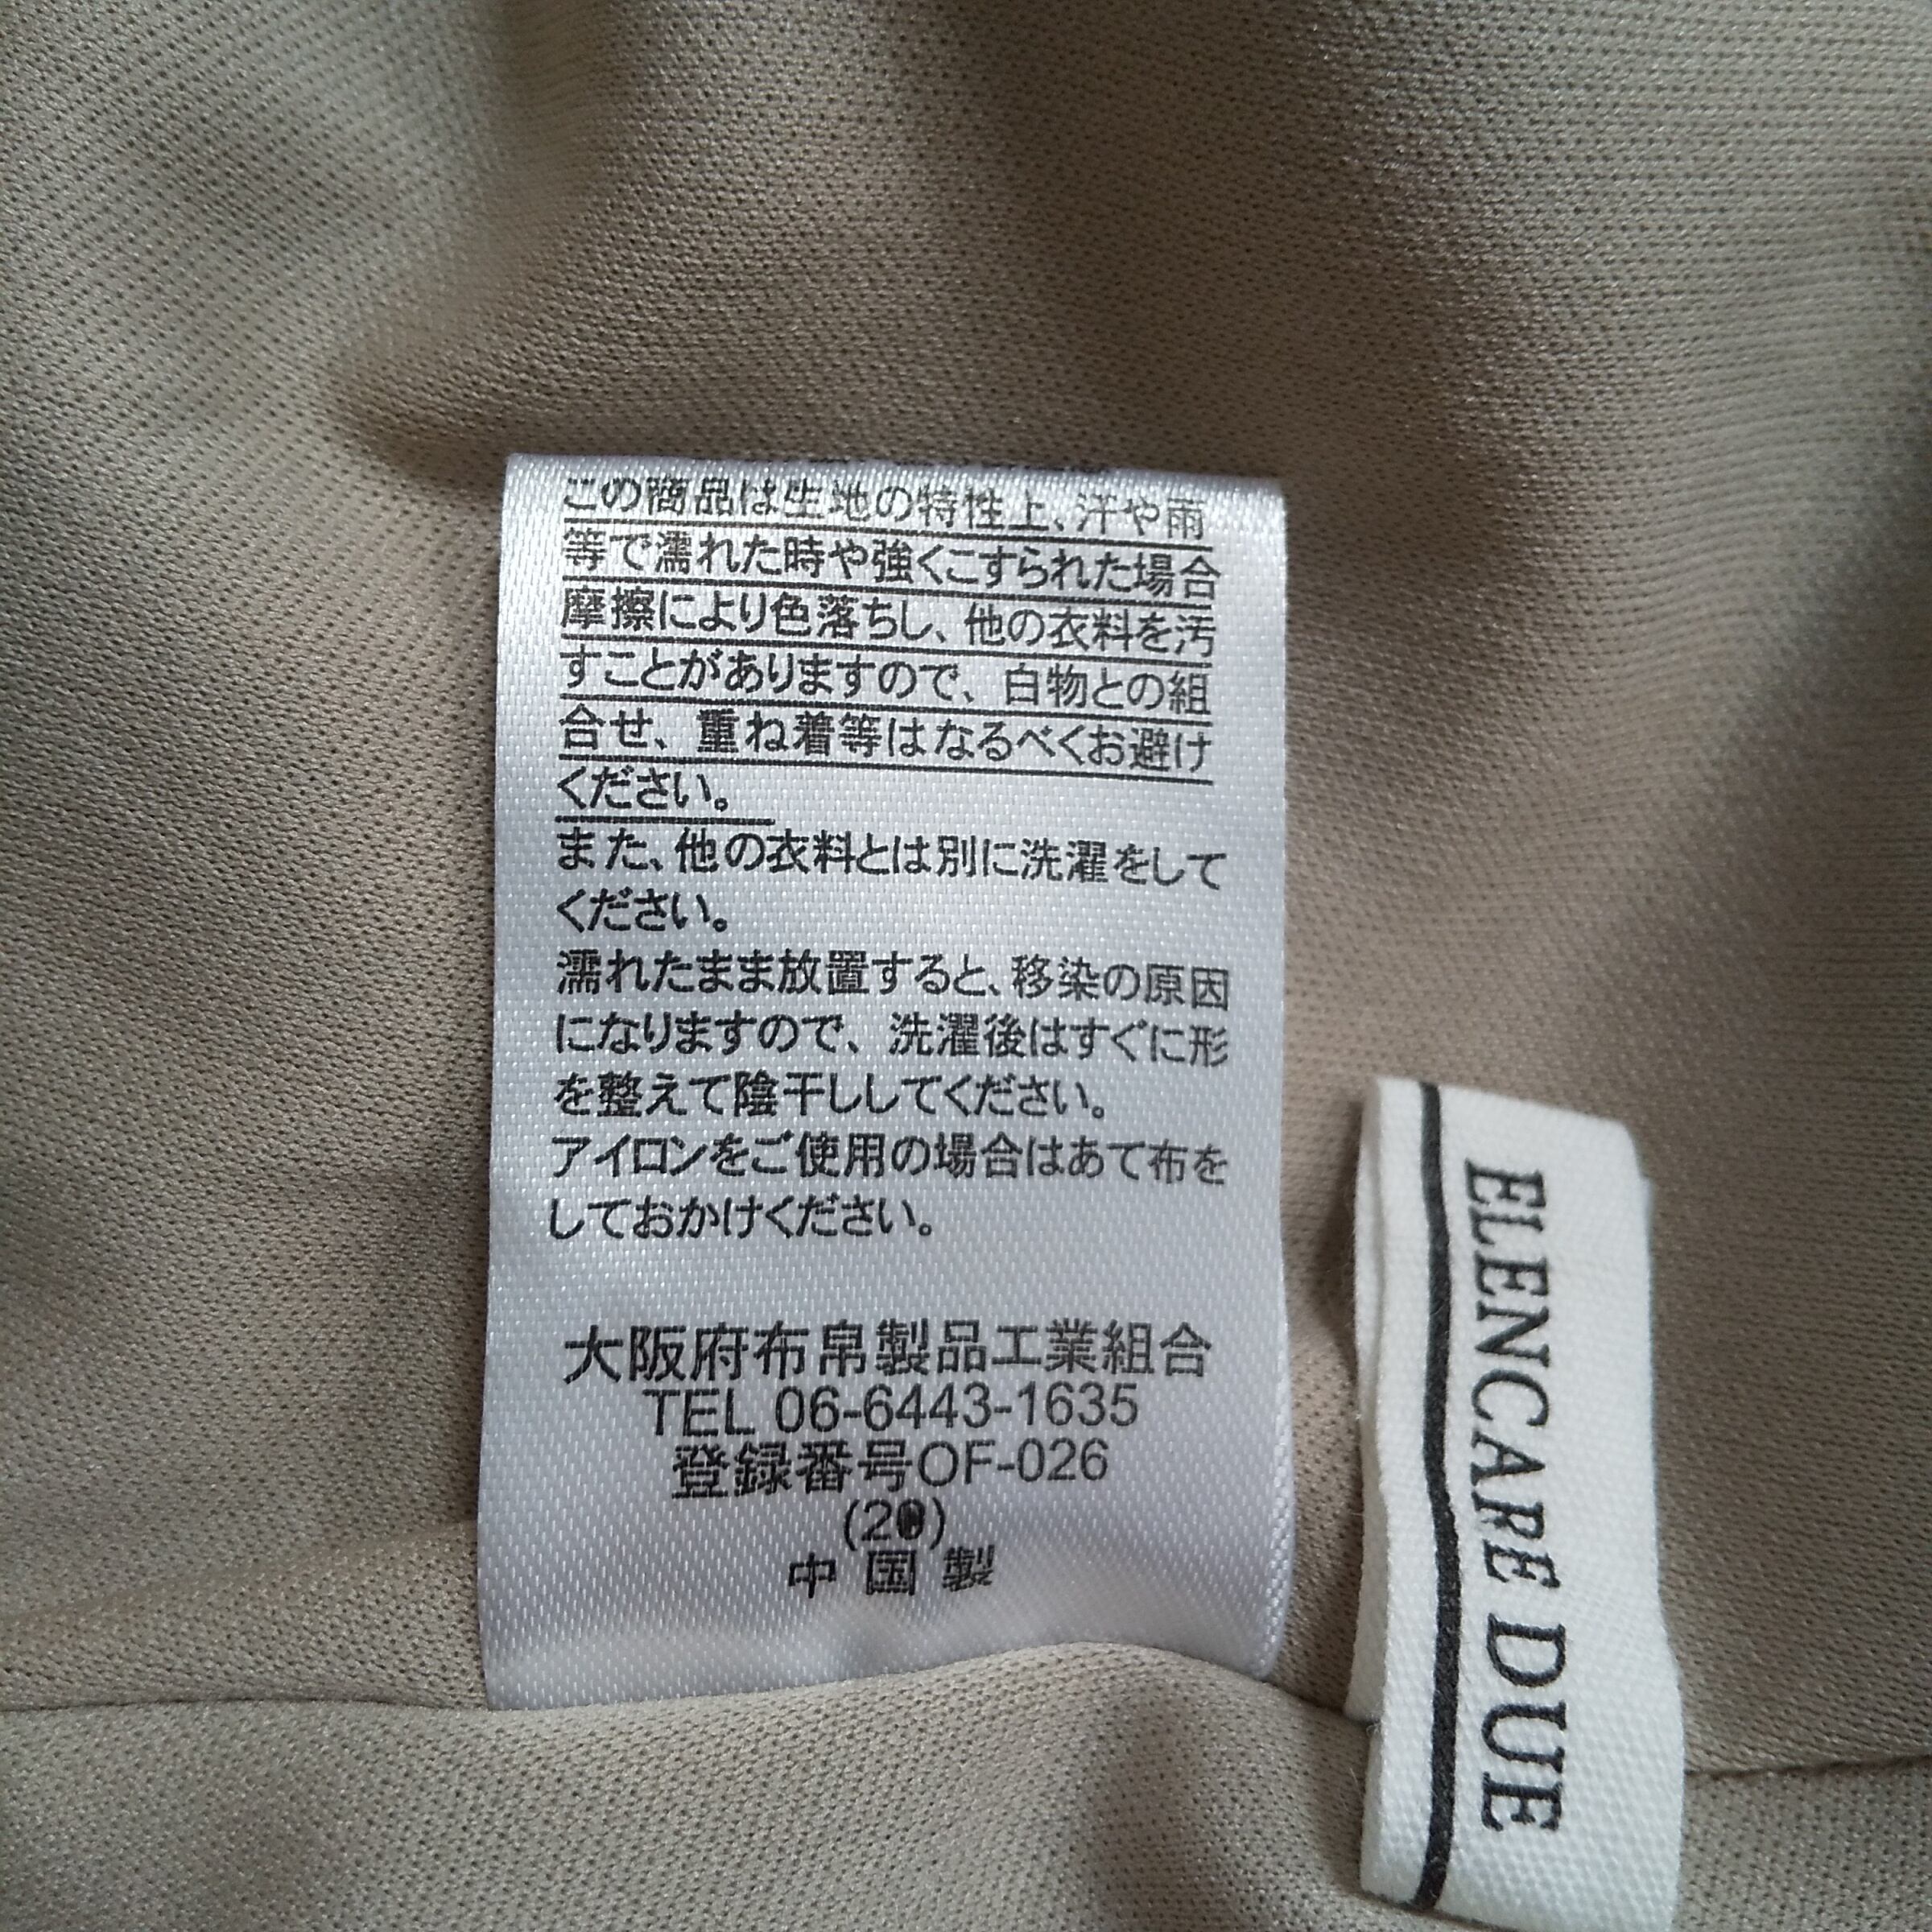 この商品は生地の特性上、汗や雨
等で濡れた時や強くこすられた場合
摩擦により色落ちし、他の衣料を汚
すことがありますので、白物との組
合せ、重ね着等はなるべくお避け
ください。
また、他の衣料とは別に洗濯をして
ください。
濡れたまま放置すると、移染の原因
になりますので、洗濯後はすぐに形
を整えて陰干ししてください。
アイロンをご使用の場合はあて布を
しておかけください。
大阪府布帛製品工業組合
TEL 06-6443-1635
登録番号OF-026
中国製
ELENCARE DUE